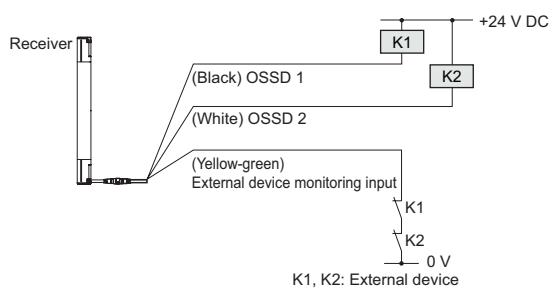 +24 V DC
Receiver
K1
K2
(Black) OSSD 1
(White) OSSD 2
(Yellow-green)
External device monitoring input
K1
K2
0 V
K1, K2: External device